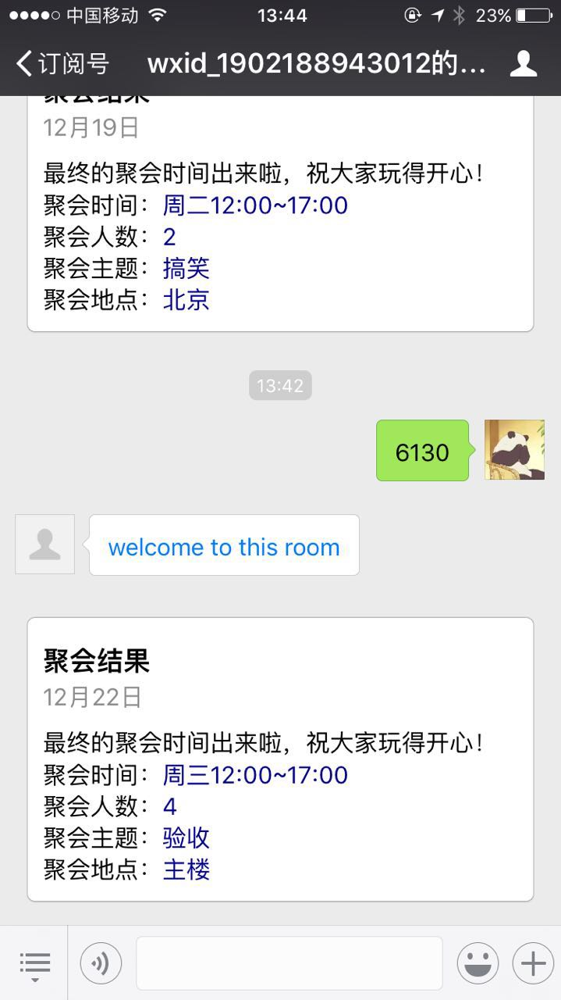 中国移动 13:44 23%
订阅号 wxid_1902188943012的...
聚会结果
12月19日
最终的聚会时间出来啦，祝大家玩得开心！
聚会时间：周二12:00~17:00
聚会人数：2
聚会主题：搞笑
聚会地点：北京
13:42
6130
welcome to this room
聚会结果
12月22日
最终的聚会时间出来啦，祝大家玩得开心！
聚会时间：周三12:00~17:00
聚会人数：4
聚会主题：验收
聚会地点：主楼